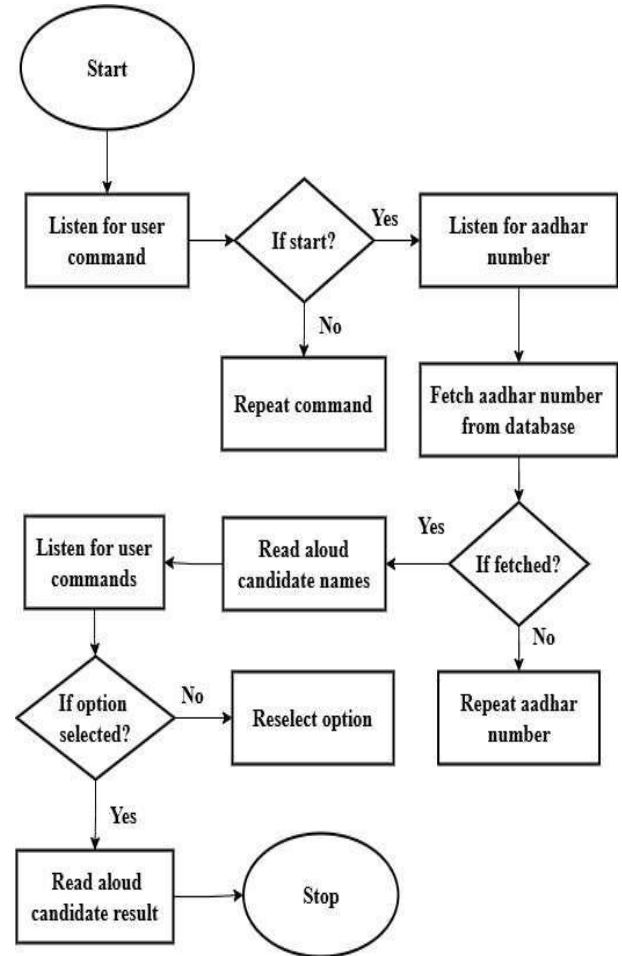 Start
Listen for user
command
If start?
Yes
Listen for aadhar
number
No
Repeat command
Fetch aadhar number
from database
If fetched?
Yes
Read aloud
candidate names
Listen for user
commands
No
Repeat aadhar
number
If option
selected?
No
Reselect option
Yes
Read aloud
candidate result
Stop